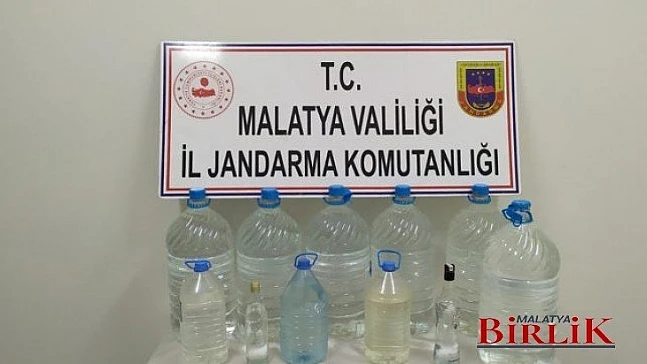 T.C.
MALATYA VALİLİĞİ
İL JANDARMA KOMUTANLIĞI
MALATYA
BİRLİK